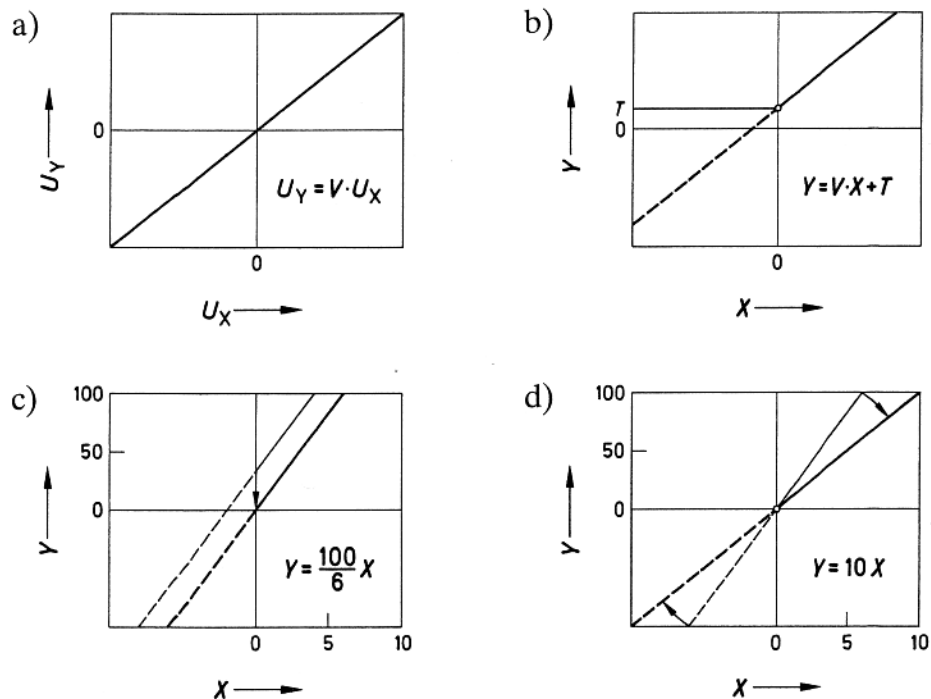 a)
U_Y
0
U_Y = V · U_X
0
U_X
b)
T
0
Y
Y = V·X + T
0
X
c)
100
50
0
Y
Y = 100/6 X
0 5 10
X
d)
100
50
0
Y
Y = 10 X
0 5 10
X